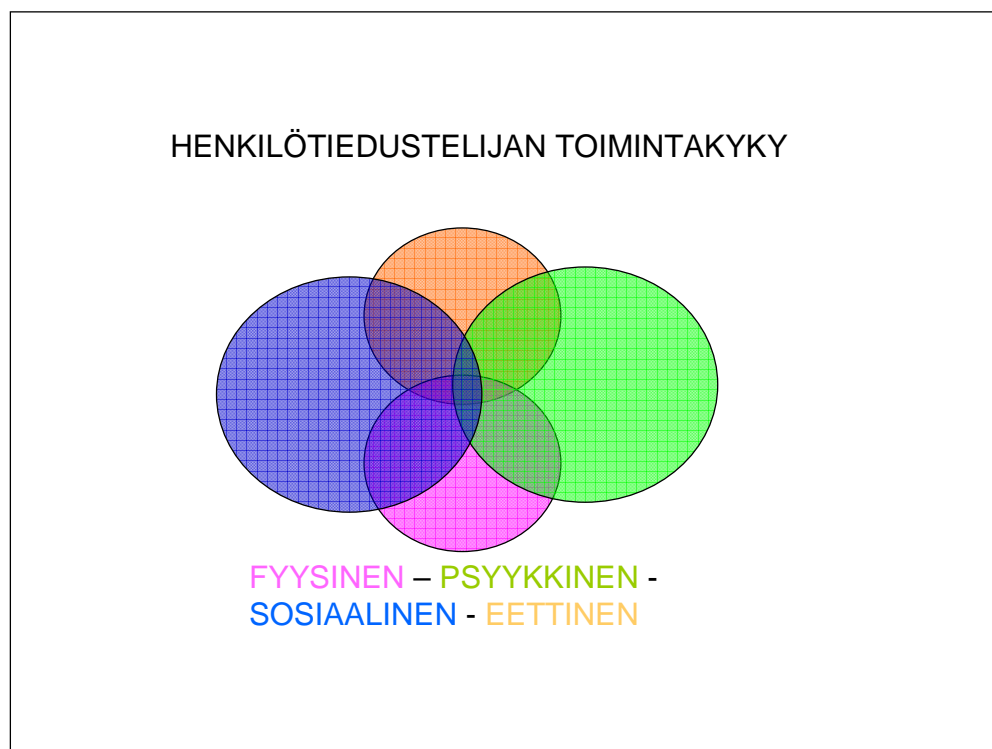 HENKILÖTIEDUSTELIJAN TOIMINTAKYKY
FYYSINEN – PSYYKKINEN -
SOSIAALINEN - EETTINEN